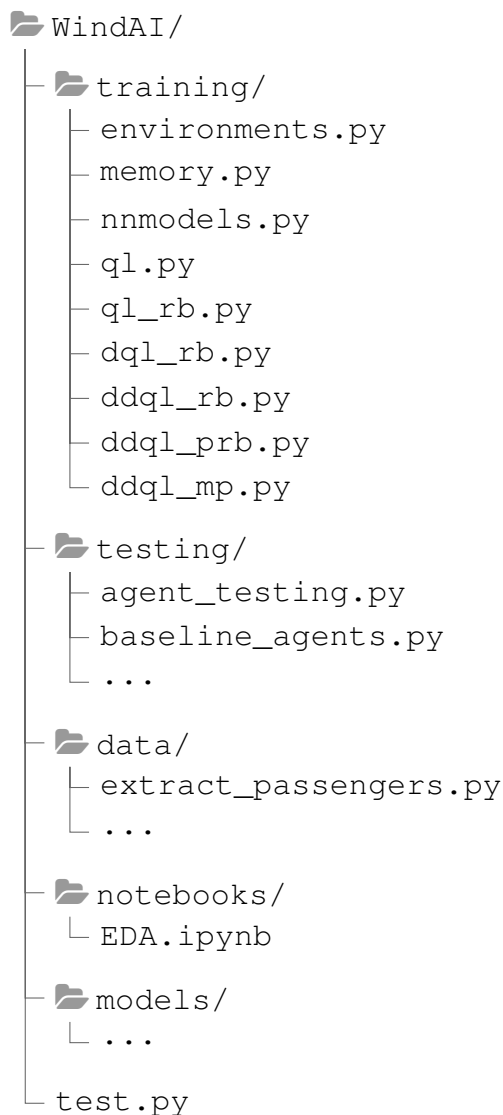 WindAI/
training/
environments.py
memory.py
nnmodels.py
ql.py
ql_rb.py
dql_rb.py
ddql_rb.py
ddql_prb.py
ddql_mp.py
testing/
agent_testing.py
baseline_agents.py
...
data/
extract_passengers.py
...
notebooks/
EDA.ipynb
models/
...
test.py